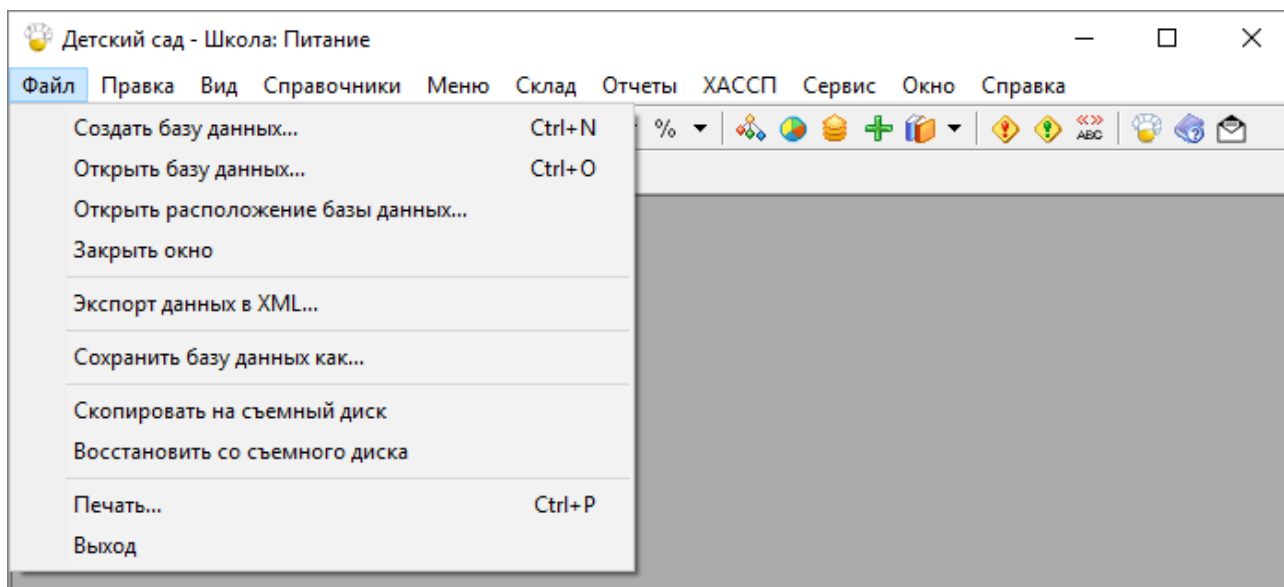 Детский сад - Школа: Питание
Файл Правка Вид Справочники Меню Склад Отчеты ХАССП Сервис Окно Справка
Создать базу данных... Ctrl+N
% «» ABC
Открыть базу данных... Ctrl+O
Открыть расположение базы данных...
Закрыть окно
Экспорт данных в XML...
Сохранить базу данных как...
Скопировать на съемный диск
Восстановить со съемного диска
Печать... Ctrl+P
Выход